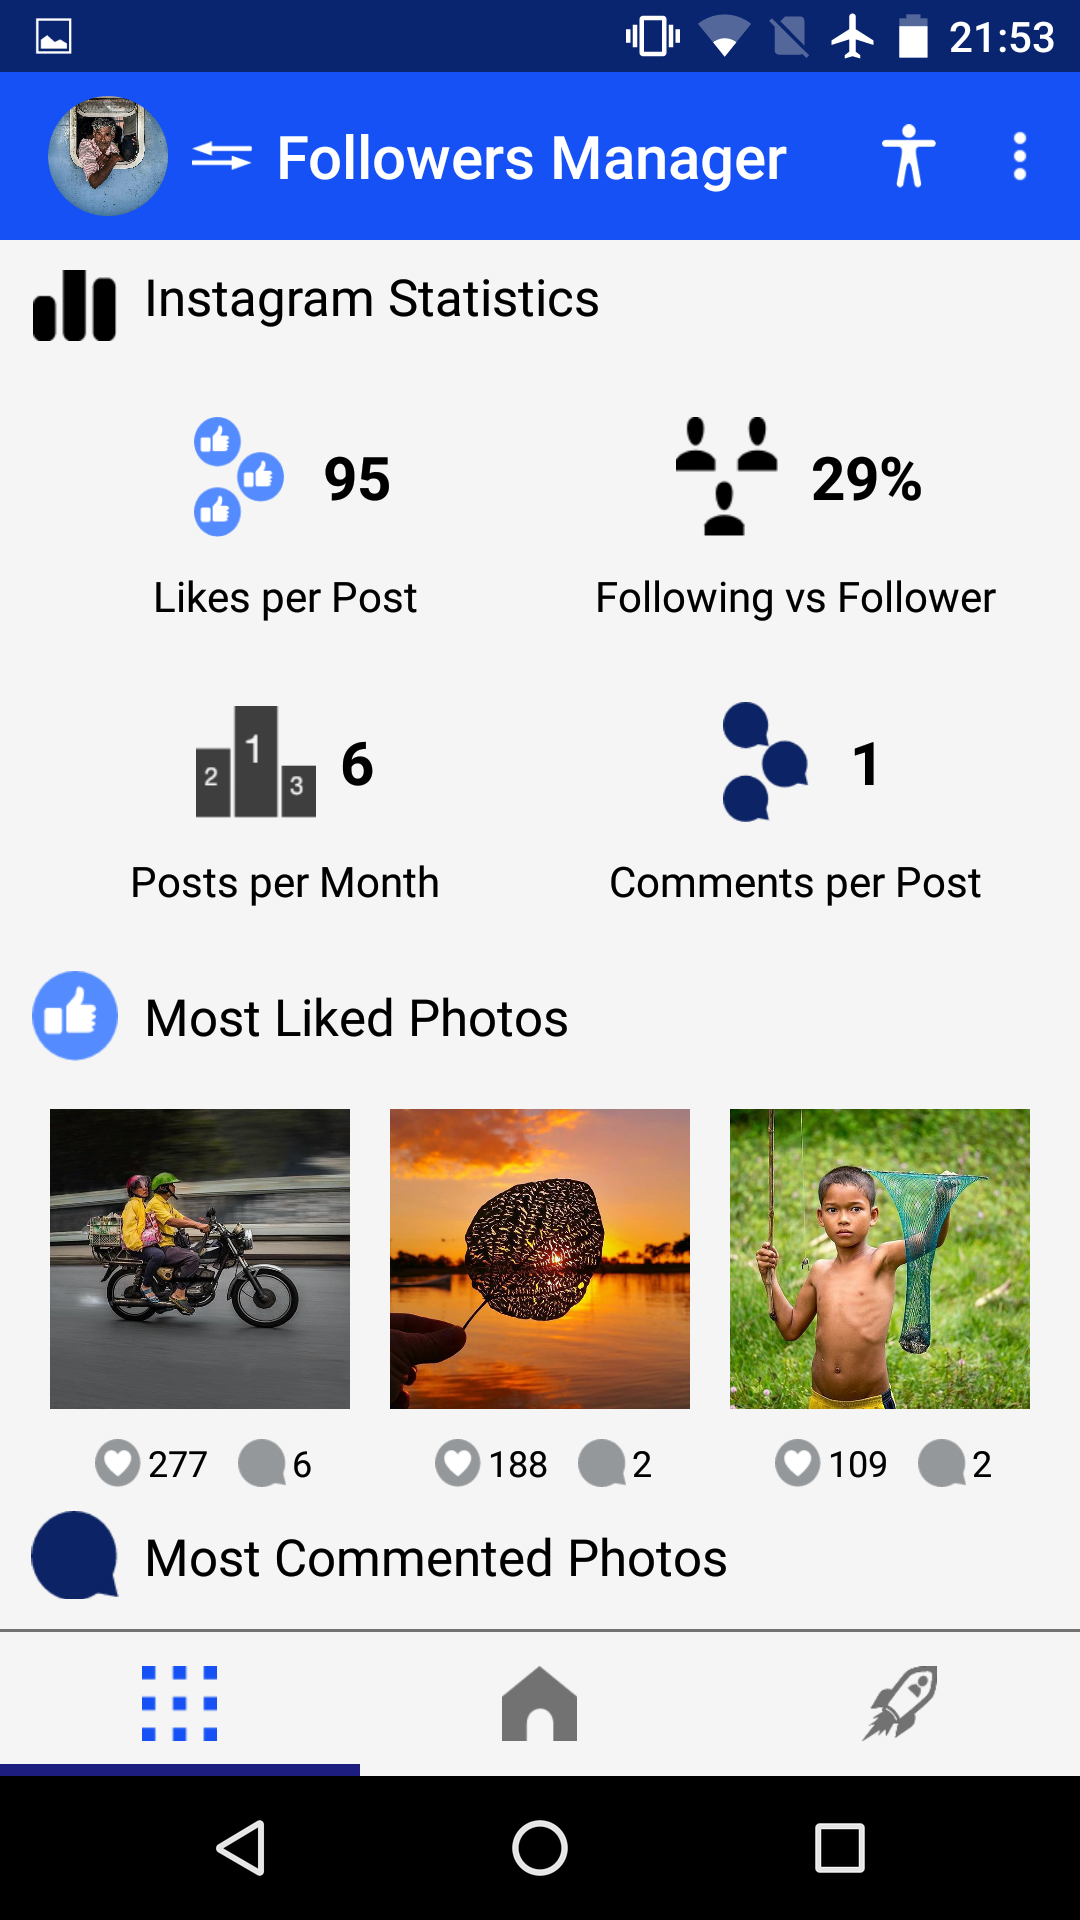 21:53
Followers Manager
Instagram Statistics
95
29%
Likes per Post
Following vs Follower
2 1 3
6
1
Posts per Month
Comments per Post
Most Liked Photos
277 6
188 2
109 2
Most Commented Photos